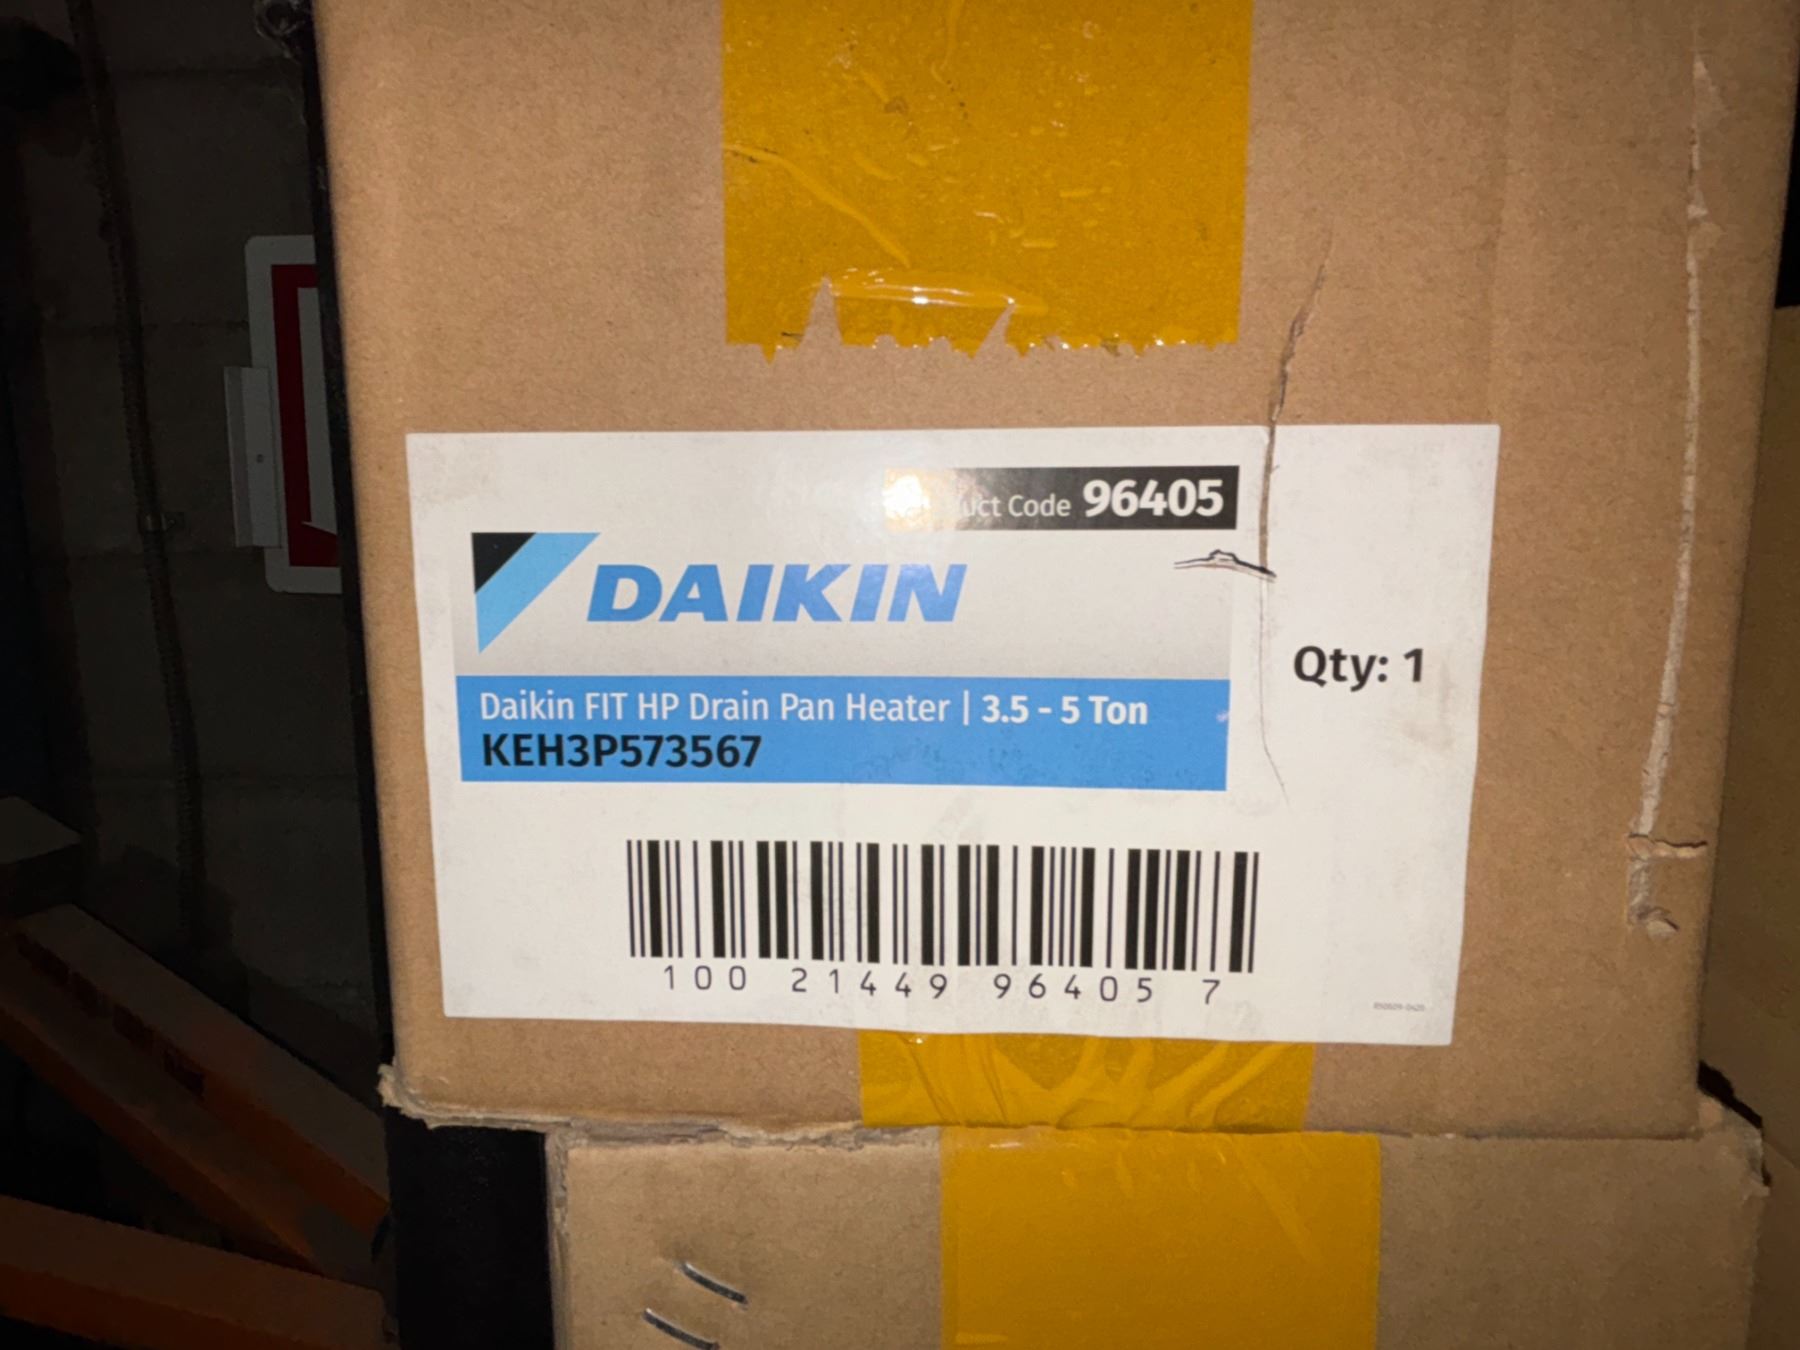 Code 96405
DAIKIN
Qty: 1
Daikin FIT HP Drain Pan Heater | 3.5 - 5 Ton
KEH3P573567
100 21449 96405 7